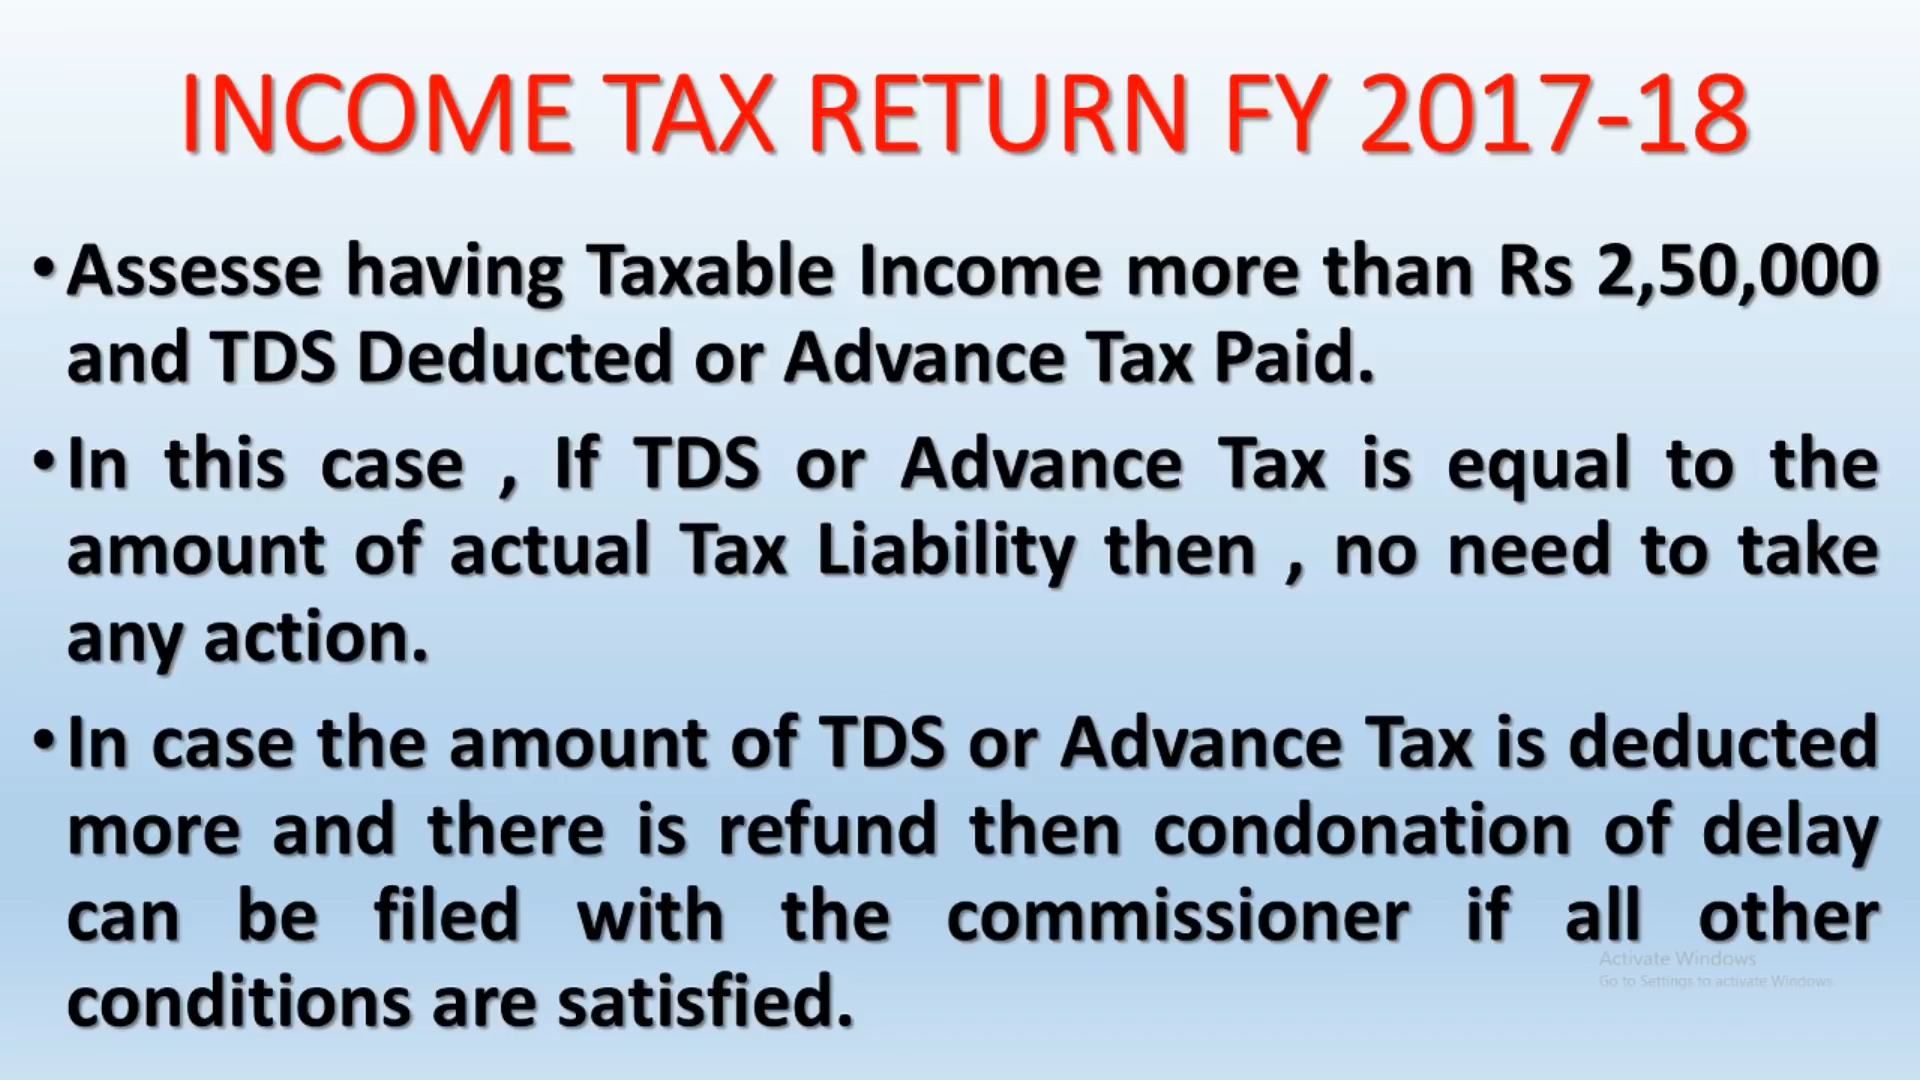 INCOME TAX RETURN FY 2017-18
•Assesse having Taxable Income more than Rs 2,50,000
and TDS Deducted or Advance Tax Paid.
•In this case , If TDS or Advance Tax is equal to the
amount of actual Tax Liability then , no need to take
any action.
•In case the amount of TDS or Advance Tax is deducted
more and there is refund then condonation of delay
can be filed with the commissioner if all other
conditions are satisfied.
Activate Windows
Go to Settings to activate Windows.